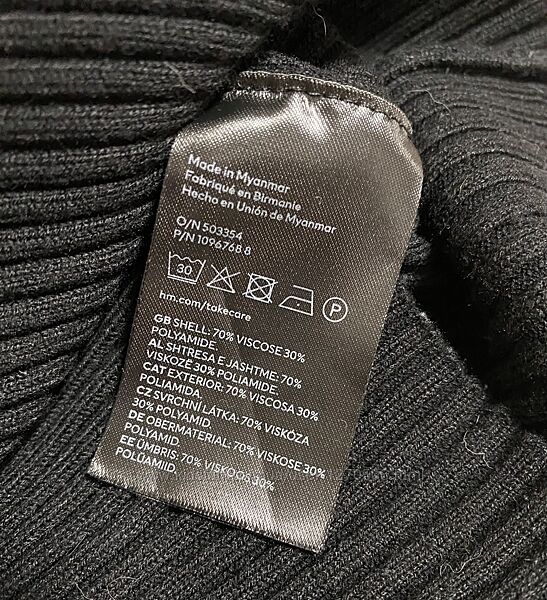 Made in Myanmar
Fabriqué en Birmanie
Hecho en Unión de Myanmar
O/N 503354
P/N 1096768 8
30 P
hm.com/takecare
GB SHELL: 70% VISCOSE 30%
POLYAMIDE.
AL SHTRESA E JASHTME: 70%
VISKOZË 30% POLIAMIDE.
CAT EXTERIOR: 70% VISCOSA 30%
POLIAMIDA.
CZ SVRCHNÍ LÁTKA: 70% VISKÓZA
30% POLYAMID.
DE OBERMATERIAL: 70% VISKOSE 30%
POLYAMID.
EE ÜMBRIS: 70% VISKOOS 30%
POLÜAMIID.